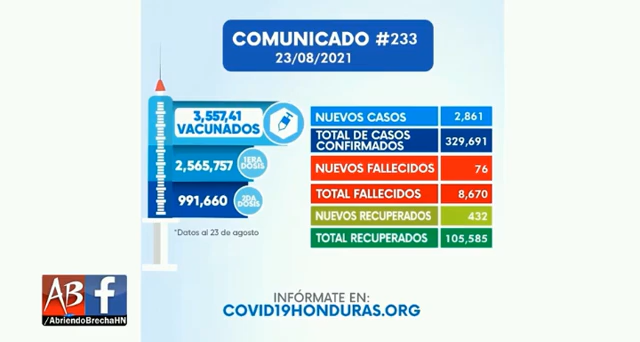 COMUNICADO #233
23/08/2021
3,557,41
VACUNADOS
2,565,757 1ERA DOSIS
991,660 2DA DOSIS
*Datos al 23 de agosto
NUEVOS CASOS 2,861
TOTAL DE CASOS
CONFIRMADOS 329,691
NUEVOS FALLECIDOS 76
TOTAL FALLECIDOS 8,670
NUEVOS RECUPERADOS 432
TOTAL RECUPERADOS 105,585
INFÓRMATE EN:
COVID19HONDURAS.ORG
AB f
/AbriendoBrechaHN